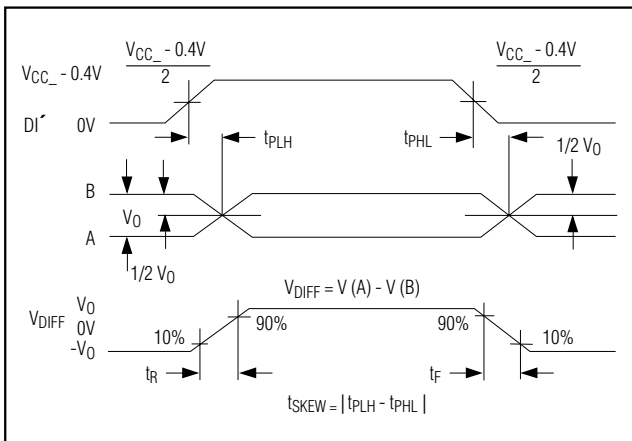 V_CC_ - 0.4V
2
V_CC_ - 0.4V
2
V_CC_ - 0.4V
DI´ 0V
t_PLH
t_PHL
1/2 V_O
B
V_O
A
1/2 V_O
V_DIFF = V (A) - V (B)
V_O
V_DIFF 0V
-V_O
10% 90% 90% 10%
t_R
t_F
t_SKEW = | t_PLH - t_PHL |